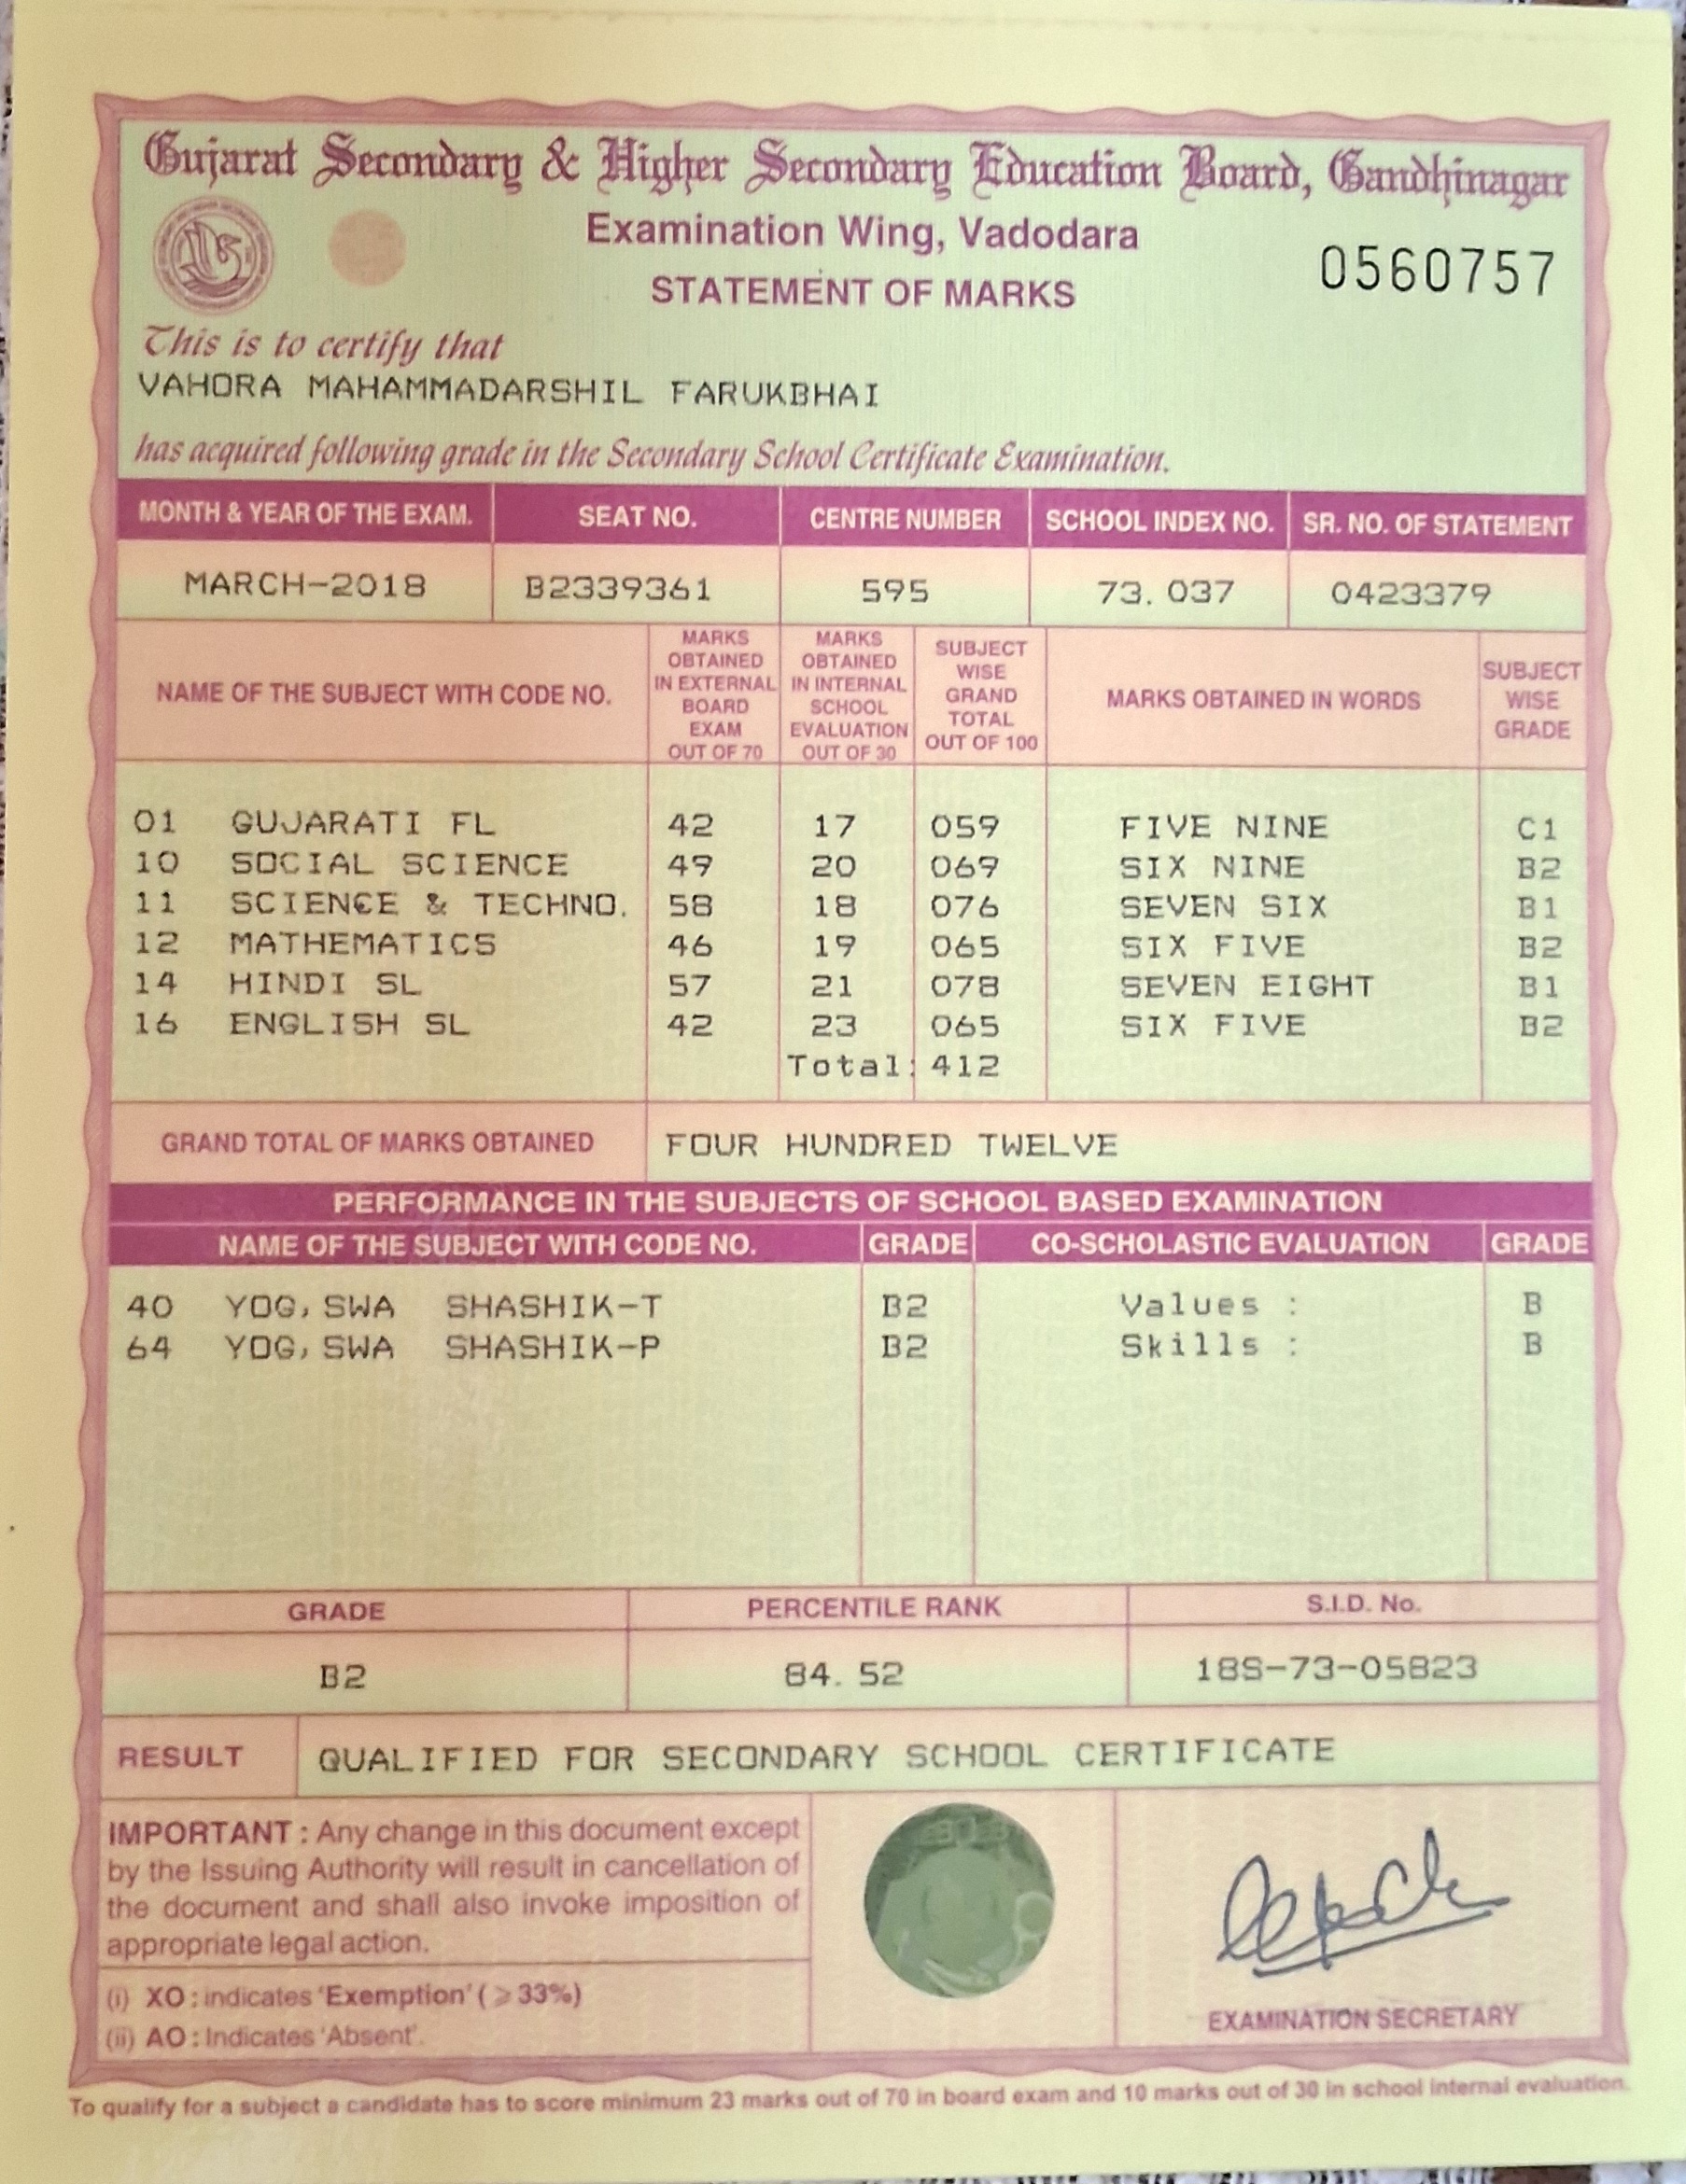 Gujarat Secondary & Higher Secondary Education Board, Gandhinagar
Examination Wing, Vadodara
0560757
STATEMENT OF MARKS
This is to certify that
VAHORA MAHAMMADARSHIL FARUKBHAI
has acquired following grade in the Secondary School Certificate Examination.
MONTH & YEAR OF THE EXAM. SEAT NO. CENTRE NUMBER SCHOOL INDEX NO. SR. NO. OF STATEMENT
MARCH-2018 B2339361 595 73.037 0423379
NAME OF THE SUBJECT WITH CODE NO.
MARKS
OBTAINED
IN EXTERNAL
BOARD
EXAM
OUT OF 70
MARKS
OBTAINED
IN INTERNAL
SCHOOL
EVALUATION
OUT OF 30
SUBJECT
WISE
GRAND
TOTAL
OUT OF 100
MARKS OBTAINED IN WORDS
SUBJECT
WISE
GRADE
01 GUJARATI FL 42 17 059 FIVE NINE C1
10 SOCIAL SCIENCE 49 20 069 SIX NINE B2
11 SCIENCE & TECHNO. 58 18 076 SEVEN SIX B1
12 MATHEMATICS 46 19 065 SIX FIVE B2
14 HINDI SL 57 21 078 SEVEN EIGHT B1
16 ENGLISH SL 42 23 065 SIX FIVE B2
Total: 412
GRAND TOTAL OF MARKS OBTAINED FOUR HUNDRED TWELVE
PERFORMANCE IN THE SUBJECTS OF SCHOOL BASED EXAMINATION
NAME OF THE SUBJECT WITH CODE NO. GRADE CO-SCHOLASTIC EVALUATION GRADE
40 YOG,SWA SHASHIK-T B2 Values : B
64 YOG,SWA SHASHIK-P B2 Skills : B
GRADE PERCENTILE RANK S.I.D. No.
B2 84.52 18S-73-05823
RESULT QUALIFIED FOR SECONDARY SCHOOL CERTIFICATE
IMPORTANT : Any change in this document except
by the Issuing Authority will result in cancellation of
the document and shall also invoke imposition of
appropriate legal action.
(i) XO : indicates 'Exemption' ( ⩾ 33%)
(ii) AO : Indicates 'Absent'.
EXAMINATION SECRETARY
To qualify for a subject a candidate has to score minimum 23 marks out of 70 in board exam and 10 marks out of 30 in school internal evaluation.